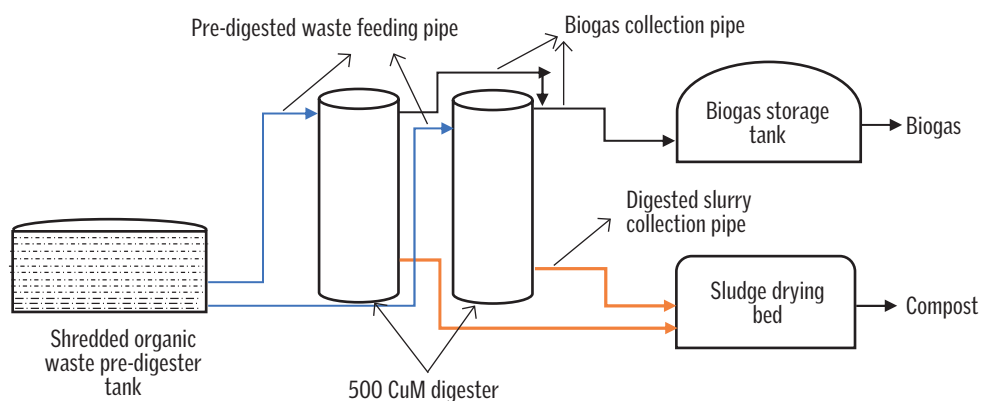 Pre-digested waste feeding pipe
Biogas collection pipe
Biogas storage
tank
Biogas
Digested slurry
collection pipe
Sludge drying
bed
Compost
Shredded organic
waste pre-digester
tank
500 CuM digester